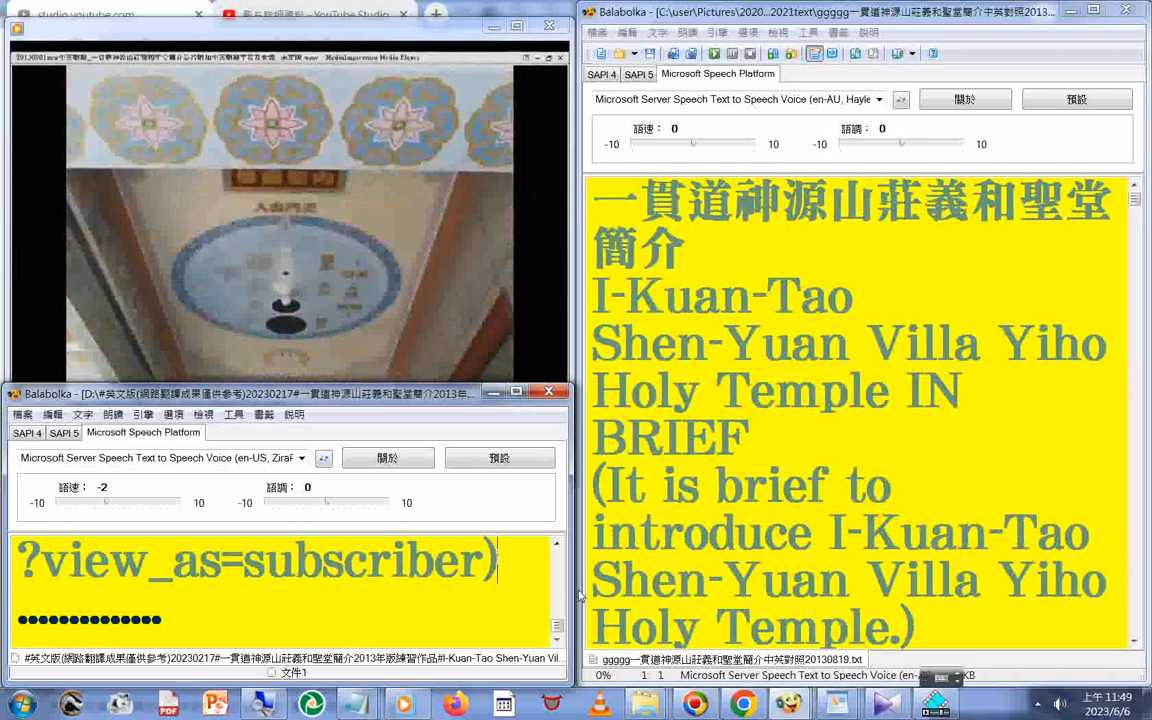 studio.youtube.com
影片詳細資料 - YouTube Studio
Balabolka - [C:\user\Pictures\2020...2021text\ggggg一貫道神源山莊義和聖堂簡介中英對照2013...
檔案 編輯 文字 朗讀 引擎 選項 檢視 工具 書籤 說明
SAPI 4 SAPI 5 Microsoft Speech Platform
Microsoft Server Speech Text to Speech Voice (en-AU, Hayle
關於 預設
語速： 0 語調： 0
-10 10 -10 10
一貫道神源山莊義和聖堂
簡介
I-Kuan-Tao
Shen-Yuan Villa Yiho
Holy Temple IN
BRIEF
(It is brief to
introduce I-Kuan-Tao
Shen-Yuan Villa Yiho
Holy Temple.)
ggggg一貫道神源山莊義和聖堂簡介中英對照20130819.txt
0% 1: 1 Microsoft Server Speech Text to Speech Voice (en-
KB
Balabolka - [D:\#英文版(網路翻譯成果僅供參考)20230217#一貫道神源山莊義和聖堂簡介2013年...
檔案 編輯 文字 朗讀 引擎 選項 檢視 工具 書籤 說明
SAPI 4 SAPI 5 Microsoft Speech Platform
Microsoft Server Speech Text to Speech Voice (en-US, ZiraP
關於 預設
語速： -2 語調： 0
-10 10 -10 10
?view_as=subscriber)
••••••••••••••
#英文版(網路翻譯成果僅供參考)20230217#一貫道神源山莊義和聖堂簡介2013年版練習作品#I-Kuan-Tao Shen-Yuan Vil...
文件1
上午 11:49
2023/6/6